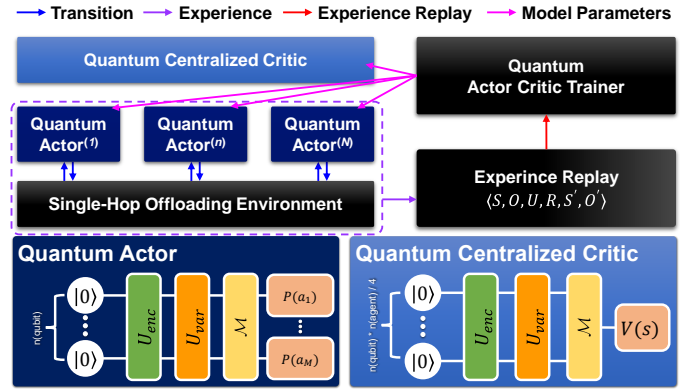 Transition Experience Experience Replay Model Parameters
Quantum Centralized Critic
Quantum
Actor Critic Trainer
Quantum
Actor(1)
Quantum
Actor(n)
Quantum
Actor(N)
Single-Hop Offloading Environment
Experince Replay
⟨S, O, U, R, S′, O′⟩
Quantum Actor
n(qubit)
|0⟩
|0⟩
U_enc
U_var
ℳ
P(a_1)
P(a_M)
Quantum Centralized Critic
n(qubit) * n(agent) / 4
|0⟩
|0⟩
U_enc
U_var
ℳ
V(s)